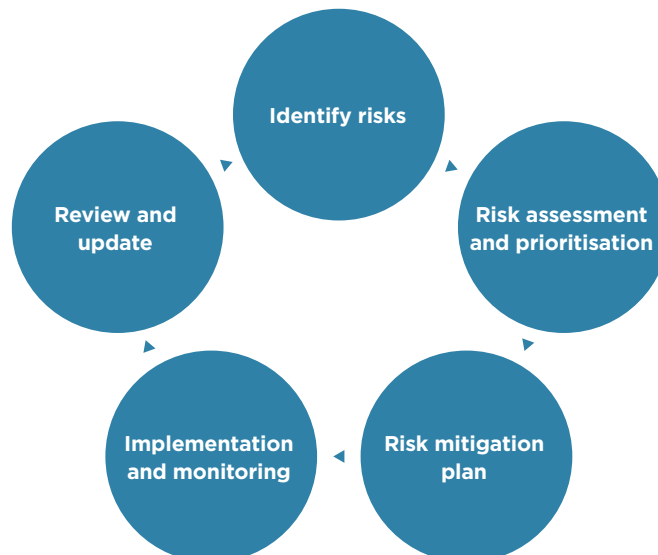 Identify risks
Risk assessment
and prioritisation
Risk mitigation
plan
Implementation
and monitoring
Review and
update